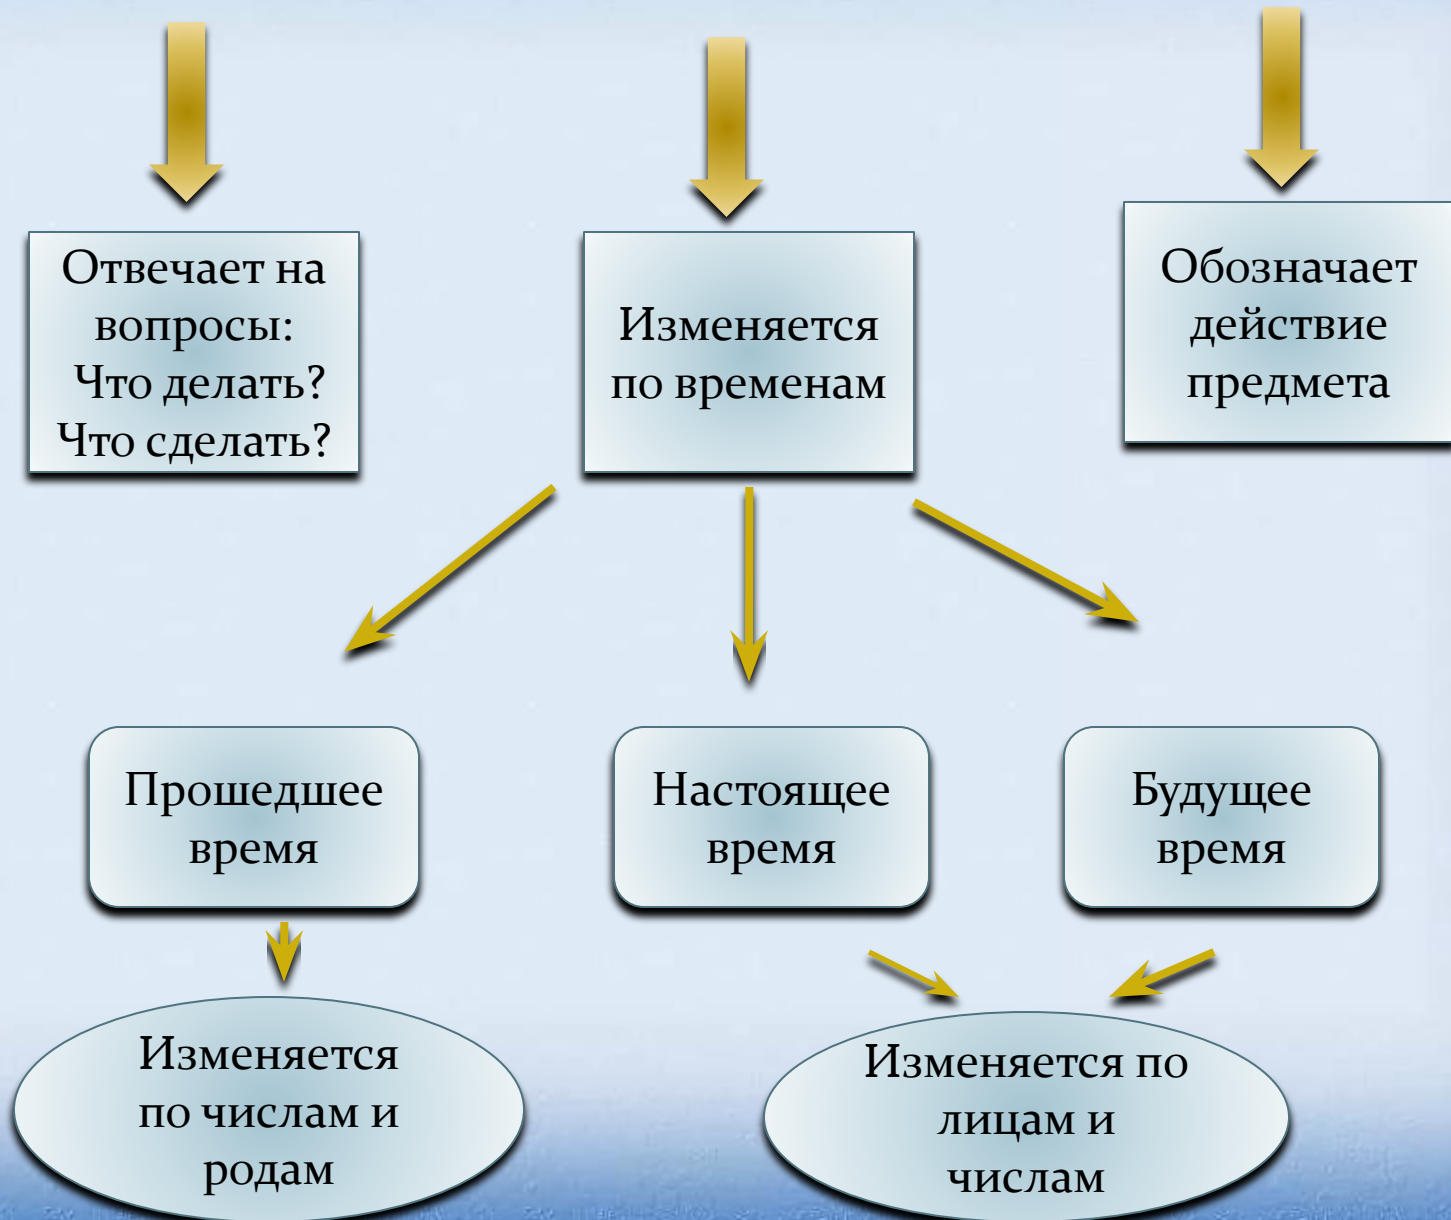 Отвечает на
вопросы:
Что делать?
Что сделать?
Изменяется
по временам
Обозначает
действие
предмета
Прошедшее
время
Настоящее
время
Будущее
время
Изменяется
по числам и
родам
Изменяется по
лицам и
числам